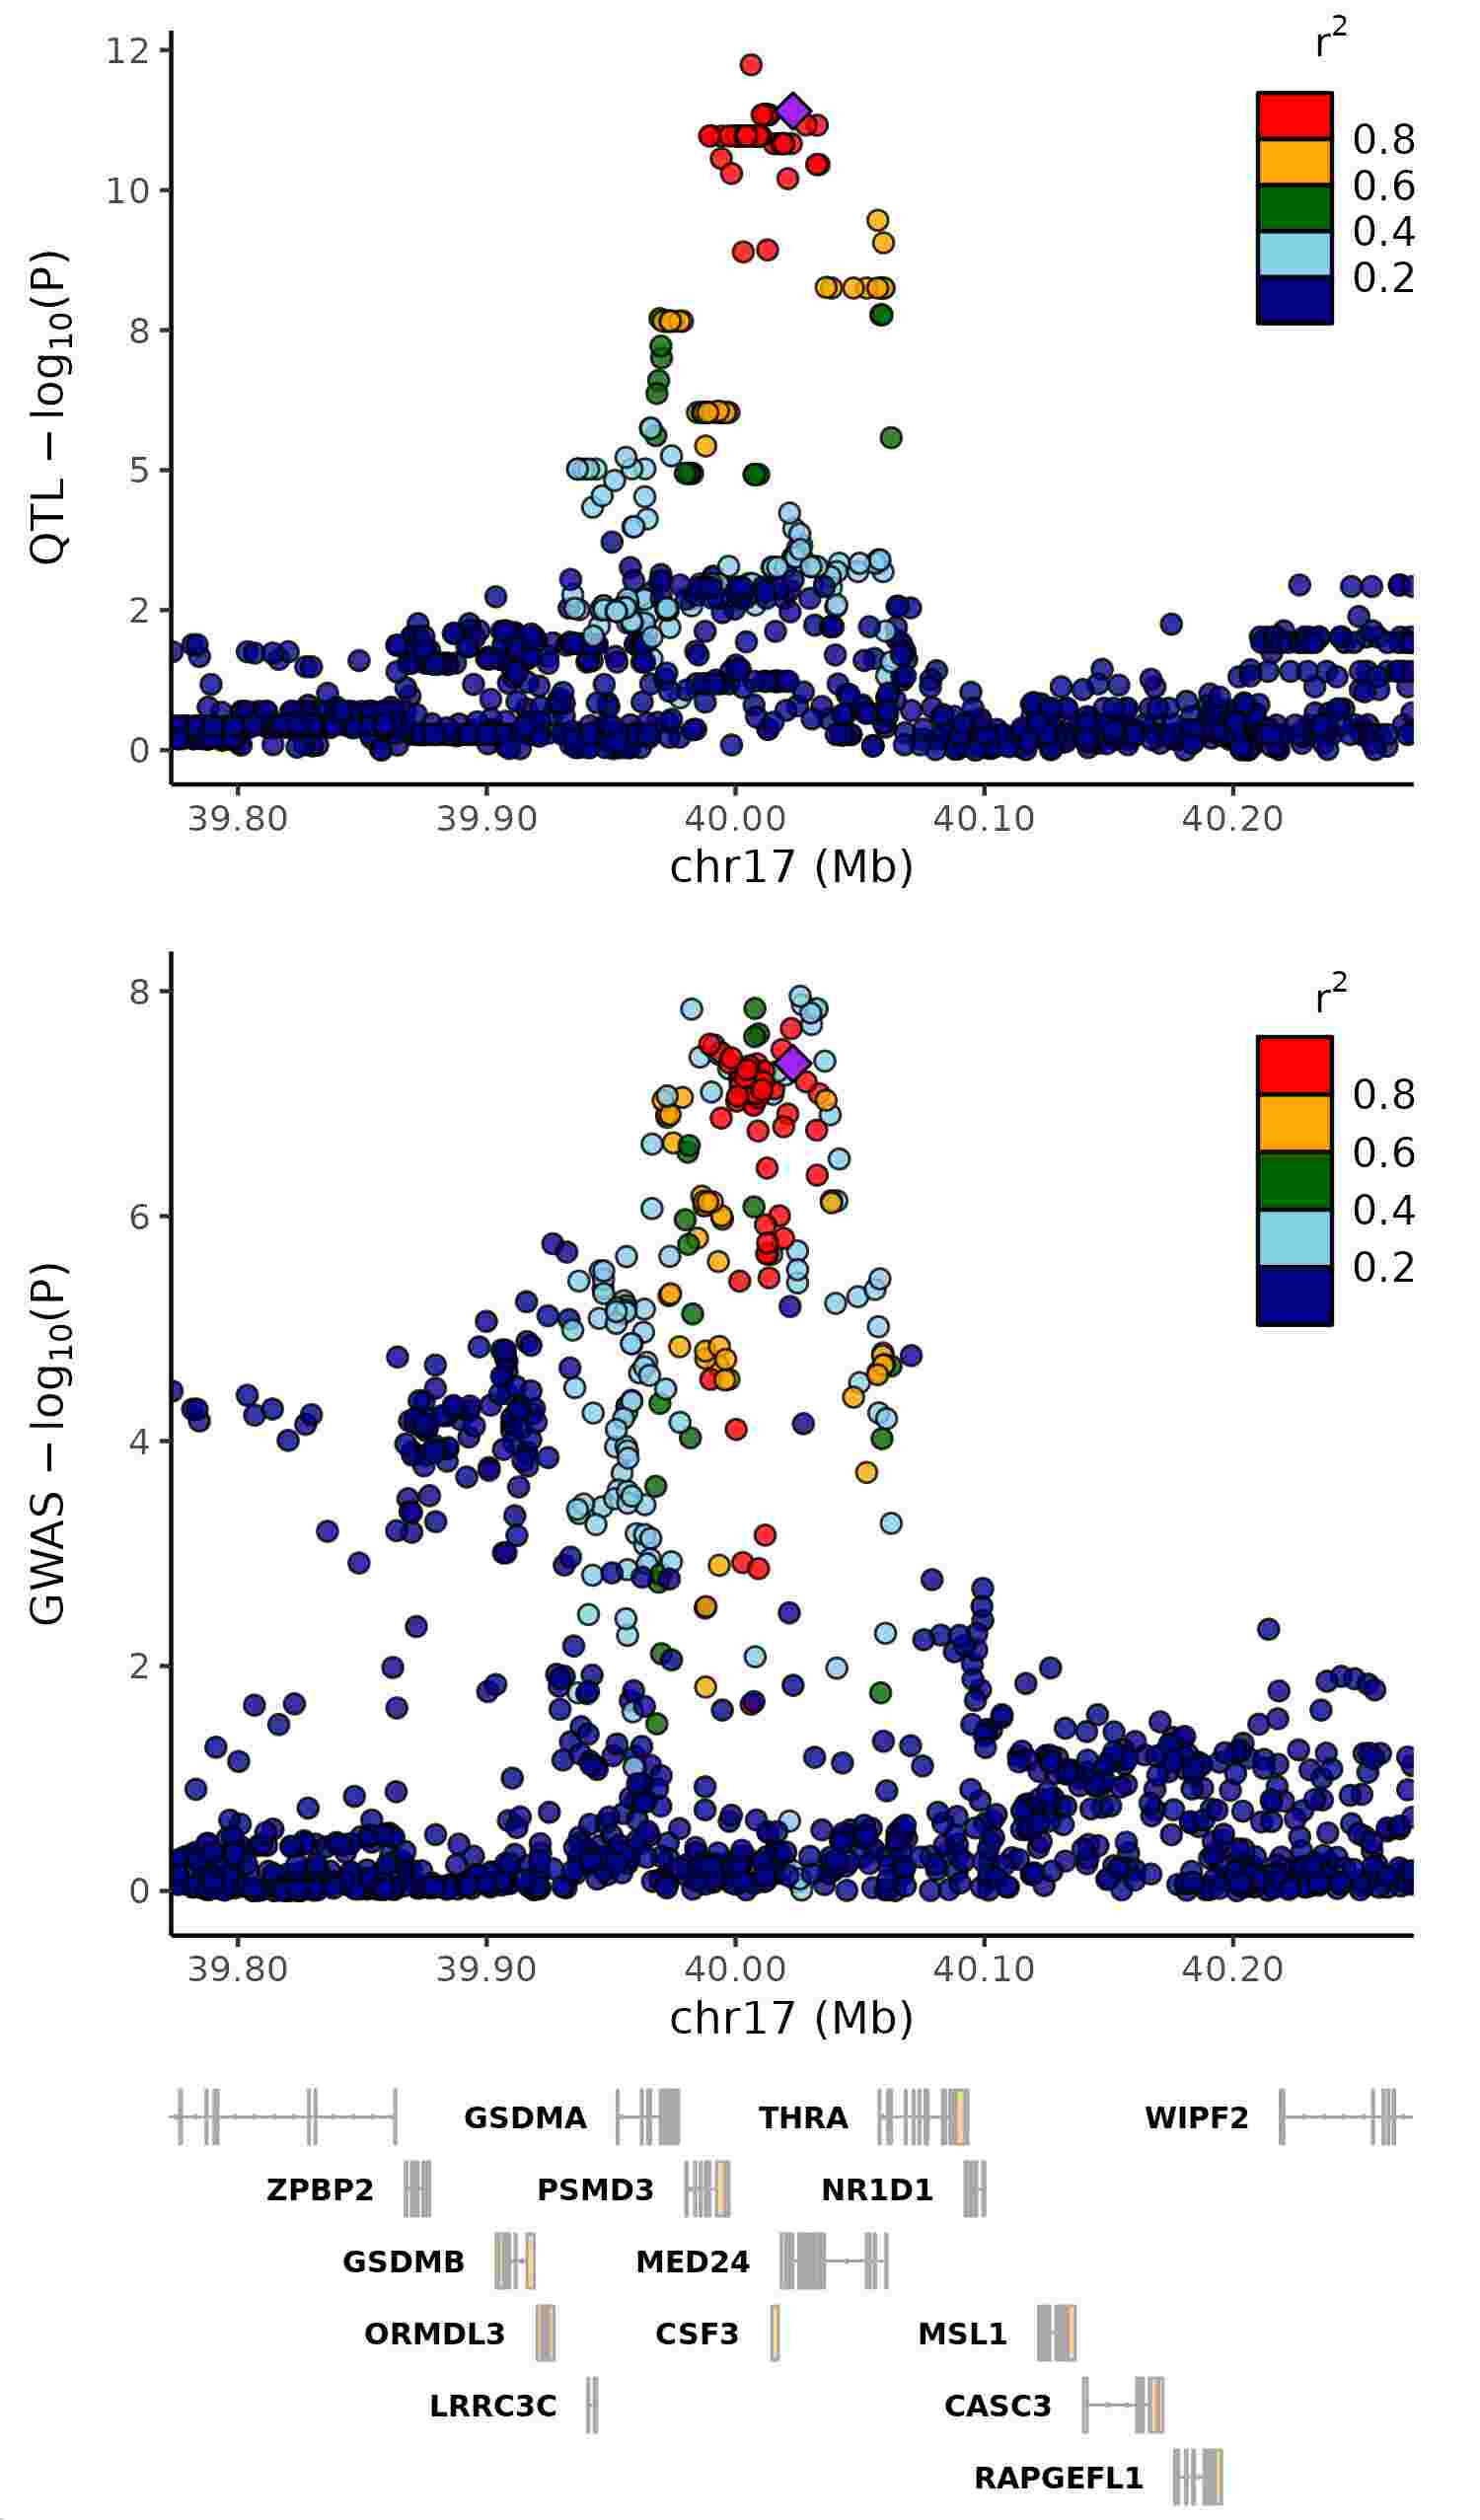 r2
12
10
8
5
2
0
QTL −log10(P)
0.8
0.6
0.4
0.2
39.80 39.90 40.00 40.10 40.20
chr17 (Mb)
r2
8
6
4
2
0
GWAS −log10(P)
0.8
0.6
0.4
0.2
39.80 39.90 40.00 40.10 40.20
chr17 (Mb)
GSDMA THRA WIPF2
ZPBP2 PSMD3 NR1D1
GSDMB MED24
ORMDL3 CSF3 MSL1
LRRC3C CASC3
RAPGEFL1